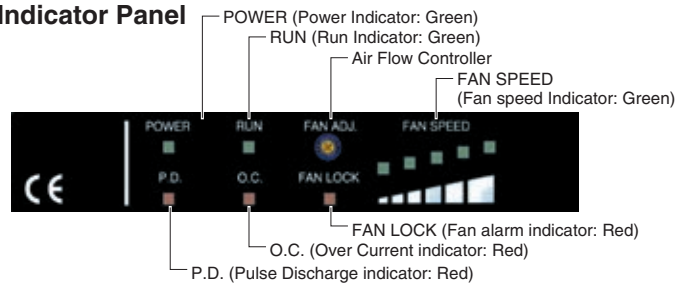 Indicator Panel
POWER (Power Indicator: Green)
RUN (Run Indicator: Green)
Air Flow Controller
FAN SPEED
(Fan speed Indicator: Green)
POWER RUN FAN ADJ. FAN SPEED
P.D. O.C. FAN LOCK
CE
FAN LOCK (Fan alarm indicator: Red)
O.C. (Over Current indicator: Red)
P.D. (Pulse Discharge indicator: Red)